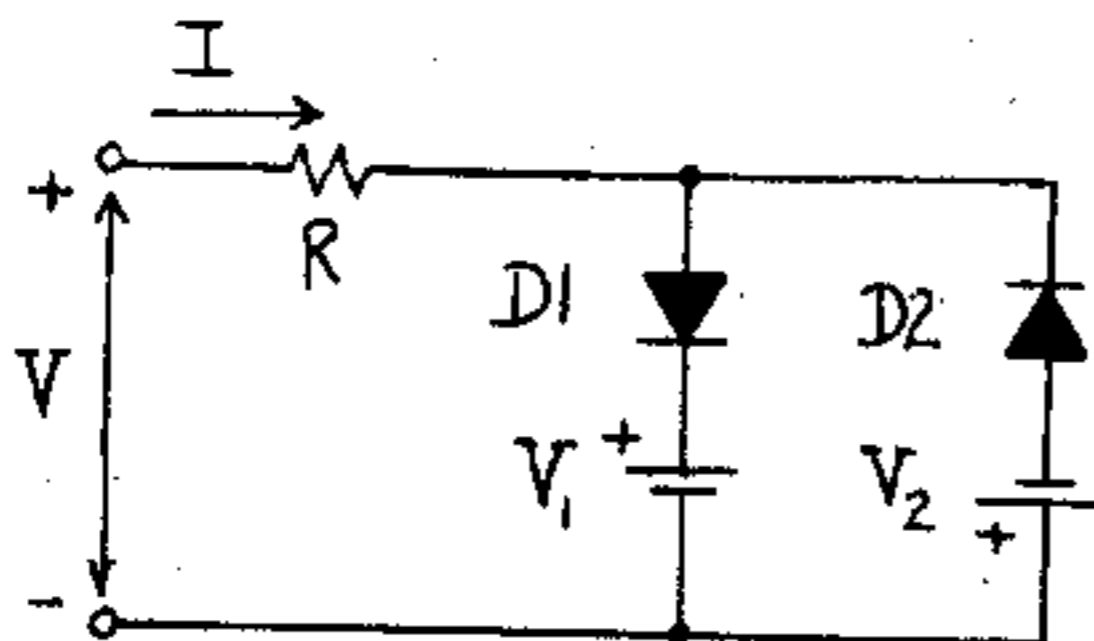 I
+
R
D1
D2
V
V₁
+
V₂
+
-